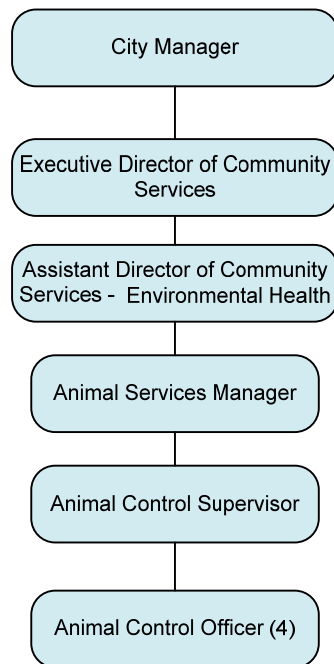 City Manager
Executive Director of Community
Services
Assistant Director of Community
Services - Environmental Health
Animal Services Manager
Animal Control Supervisor
Animal Control Officer (4)